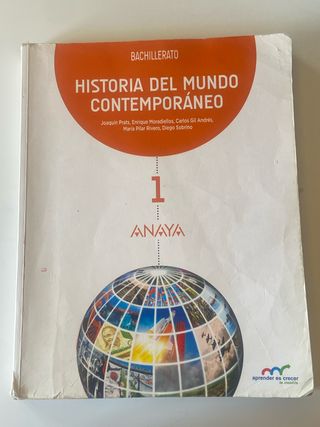 BACHILLERATO
HISTORIA DEL MUNDO
CONTEMPORÁNEO
Joaquín Prats, Enrique Moradiellos, Carlos Gil Andrés,
María Pilar Rivero, Diego Sobrino
1
ANAYA
aprender es crecer